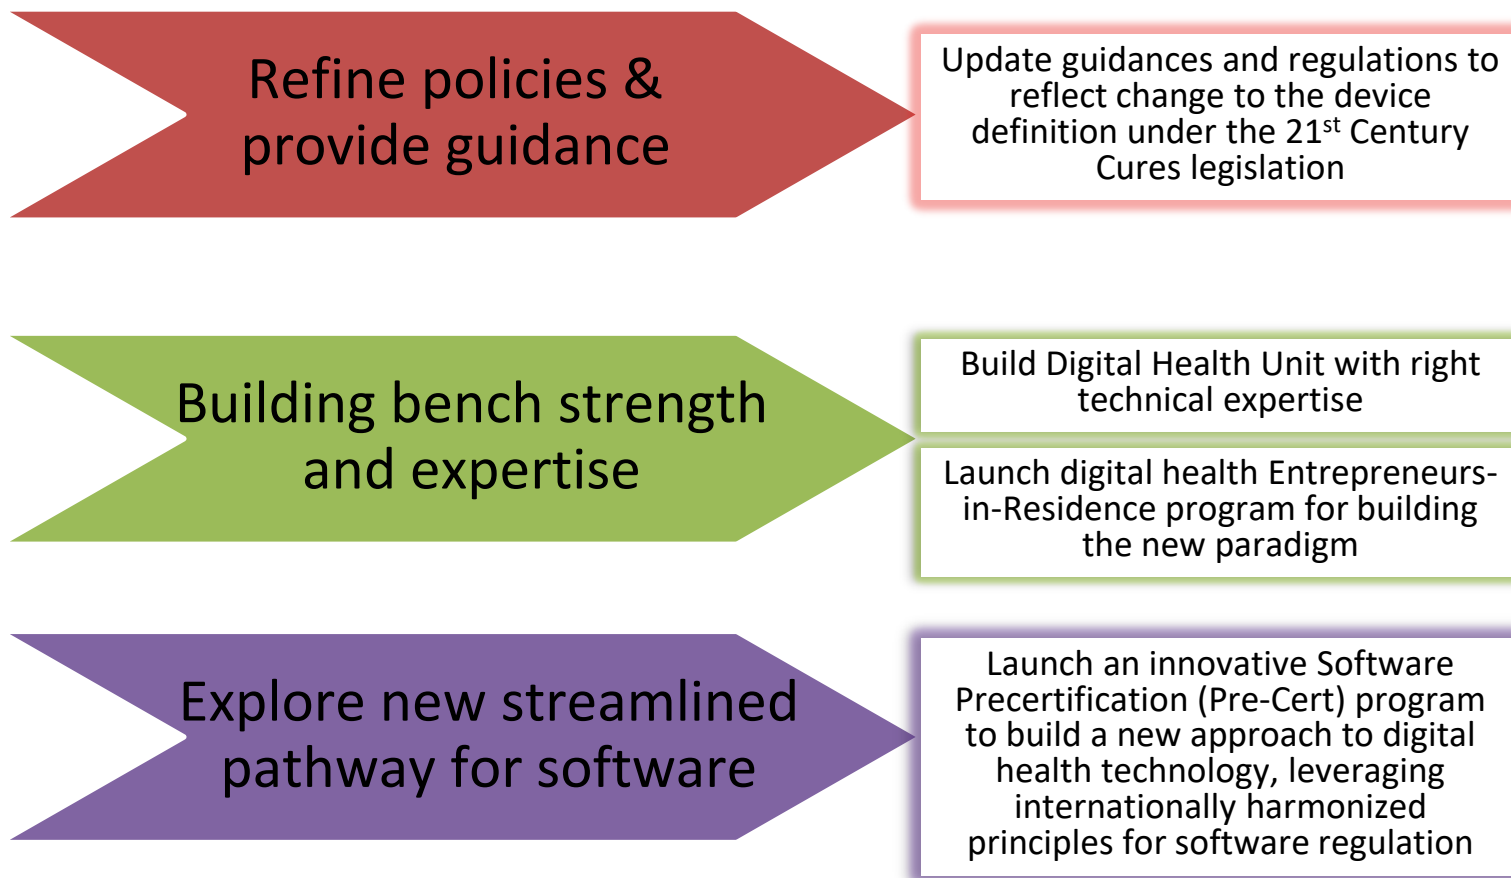 Refine policies &
provide guidance
Update guidances and regulations to
reflect change to the device
definition under the 21st Century
Cures legislation
Building bench strength
and expertise
Build Digital Health Unit with right
technical expertise
Launch digital health Entrepreneurs-
in-Residence program for building
the new paradigm
Explore new streamlined
pathway for software
Launch an innovative Software
Precertification (Pre-Cert) program
to build a new approach to digital
health technology, leveraging
internationally harmonized
principles for software regulation